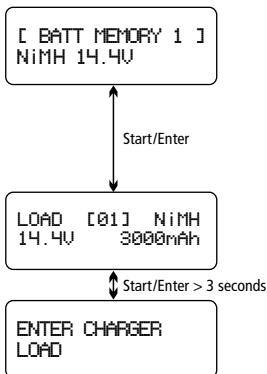 [ BATT MEMORY 1 ]
NiMH 14.4V
Start/Enter
LOAD [01] NiMH
14.4V 3000mAh
Start/Enter > 3 seconds
ENTER CHARGER
LOAD